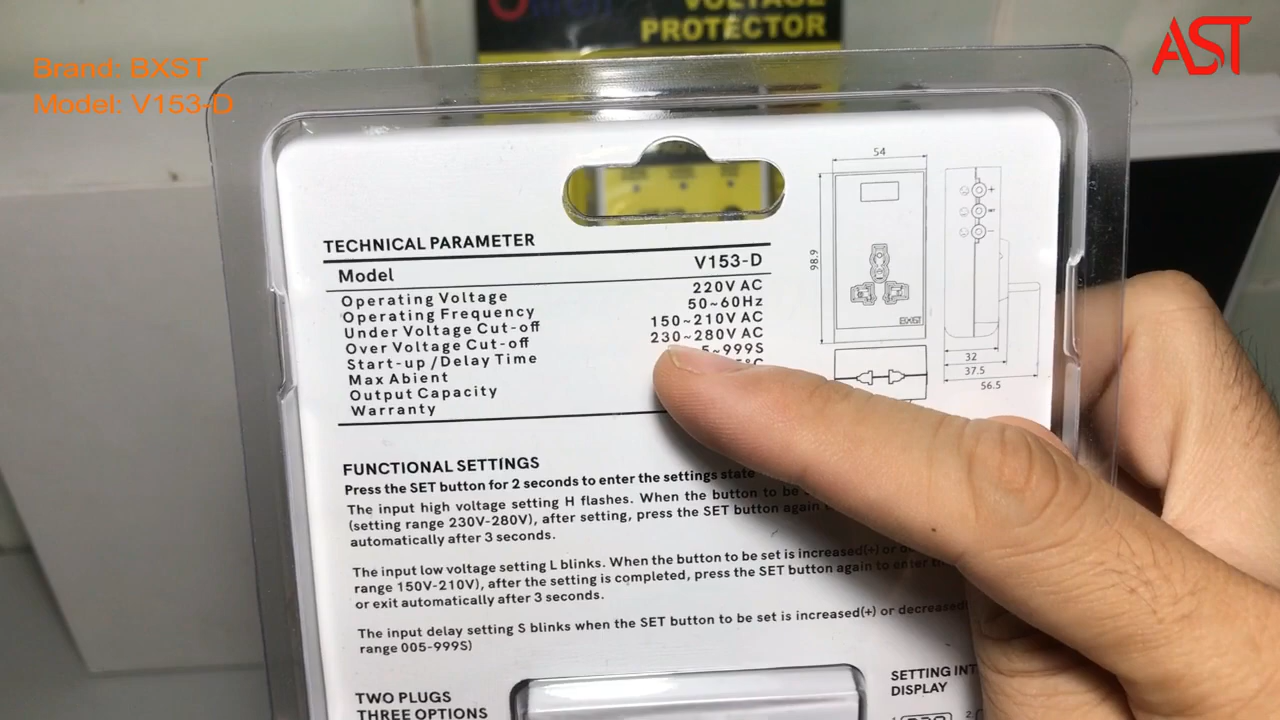 VOLTAGE
PROTECTOR
AST
Brand: BXST
Model: V153-D
54
98.9
+
SET
-
BXST
32
37.5
56.5
TECHNICAL PARAMETER
Model V153-D
Operating Voltage 220V AC
Operating Frequency 50~60Hz
Under Voltage Cut-off 150~210V AC
Over Voltage Cut-off 230~280V AC
Start-up /Delay Time 5~999S
Max Abient °C
Output Capacity
Warranty
FUNCTIONAL SETTINGS
Press the SET button for 2 seconds to enter the settings state
The input high voltage setting H flashes. When the button to be
(setting range 230V-280V), after setting, press the SET button again
automatically after 3 seconds.
The input low voltage setting L blinks. When the button to be set is increased(+) or
range 150V-210V), after the setting is completed, press the SET button again to enter
or exit automatically after 3 seconds.
The input delay setting S blinks when the SET button to be set is increased(+) or decreased
range 005-999S)
TWO PLUGS
THREE OPTIONS
SETTING INT
DISPLAY